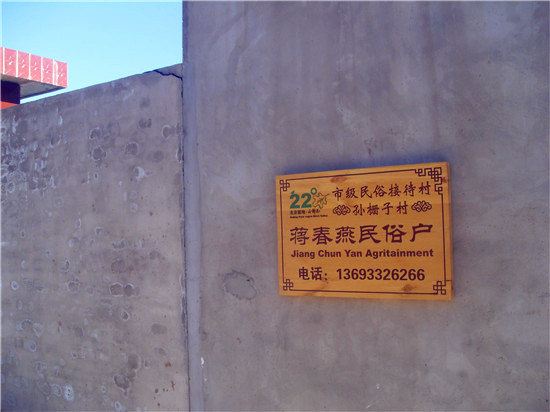 市级民俗接待村
22°
孙栅子村
蒋春燕民俗户
Jiang Chun Yan Agritainment
电话：13693326266